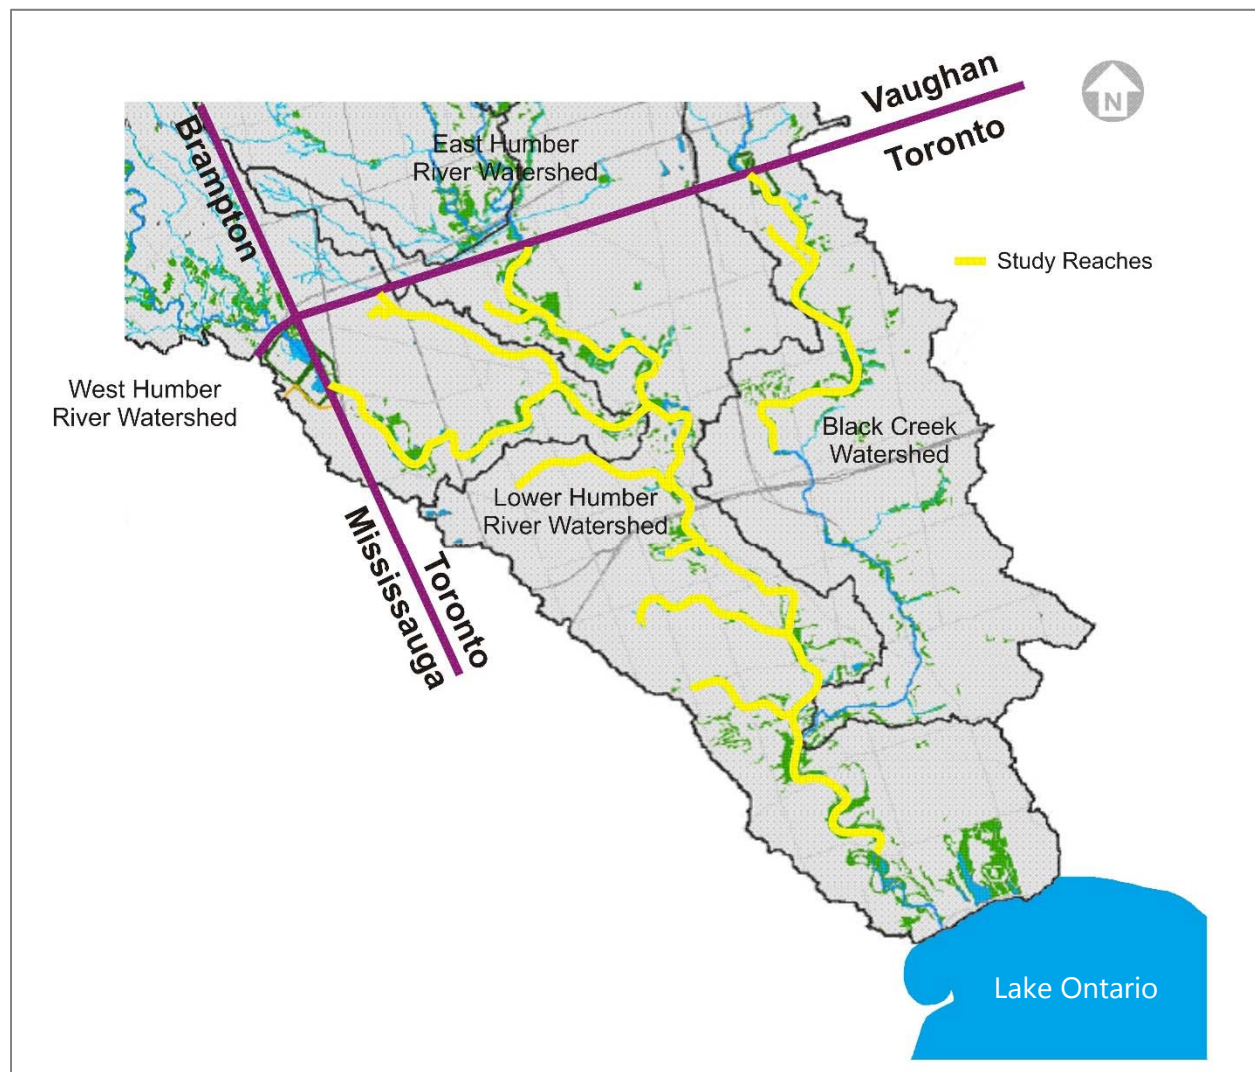 Vaughan
Toronto
N
Brampton
East Humber
River Watershed
Study Reaches
West Humber
River Watershed
Black Creek
Watershed
Lower Humber
River Watershed
Mississauga
Toronto
Lake Ontario